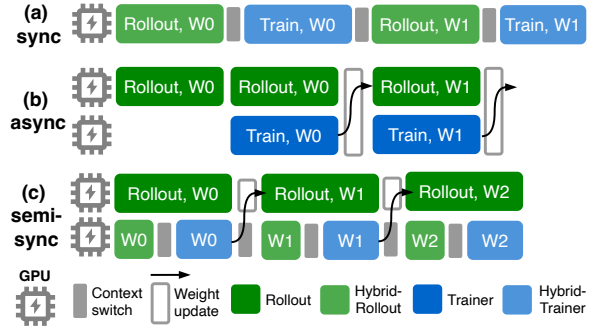 (a)
sync
Rollout, W0
Train, W0
Rollout, W1
Train, W1
(b)
async
Rollout, W0
Rollout, W0
Rollout, W1
Train, W0
Train, W1
(c)
semi-
sync
Rollout, W0
Rollout, W1
Rollout, W2
W0
W0
W1
W1
W2
W2
GPU
Context
switch
Weight
update
Rollout
Hybrid-
Rollout
Trainer
Hybrid-
Trainer